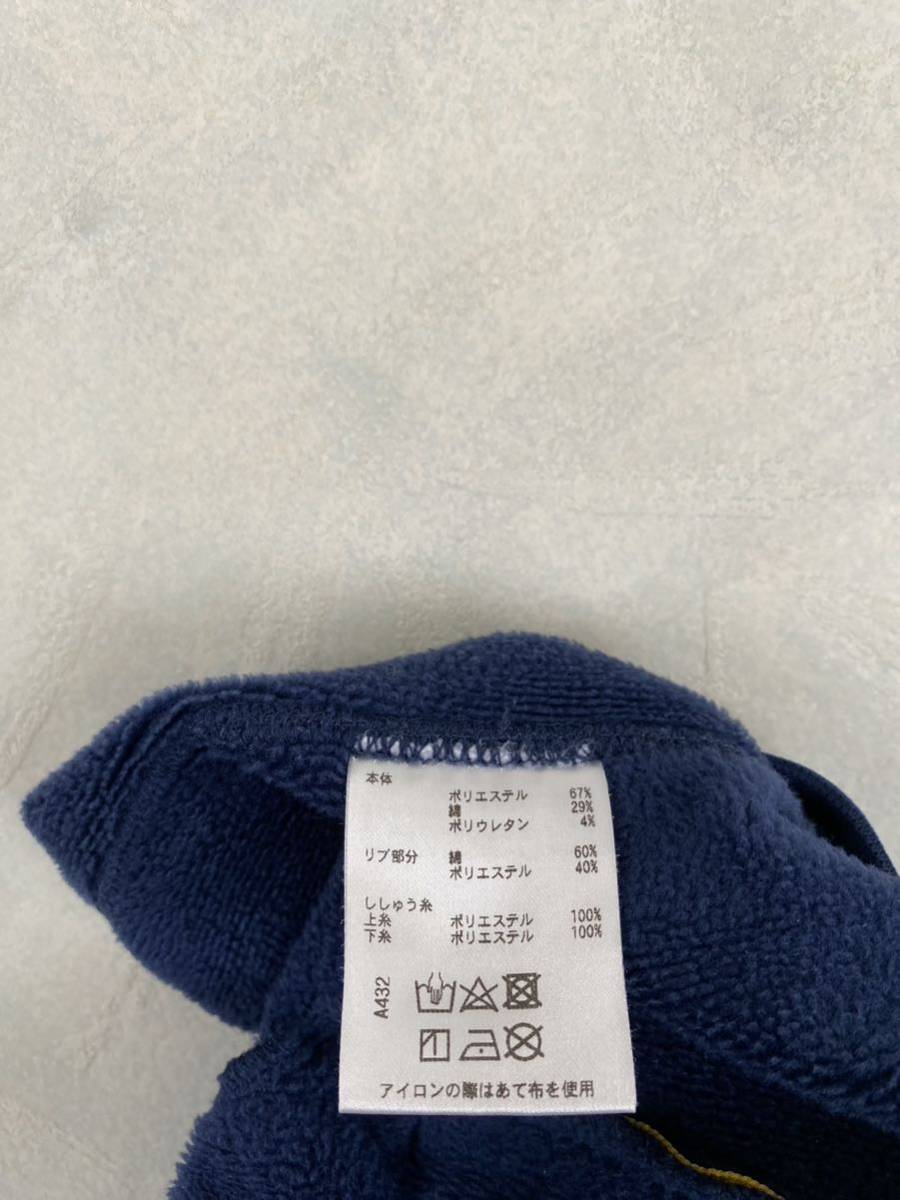 本体
ポリエステル 67%
綿 29%
ポリウレタン 4%
リブ部分 綿 60%
ポリエステル 40%
ししゅう糸
上糸 ポリエステル 100%
下糸 ポリエステル 100%
A432
アイロンの際はあて布を使用